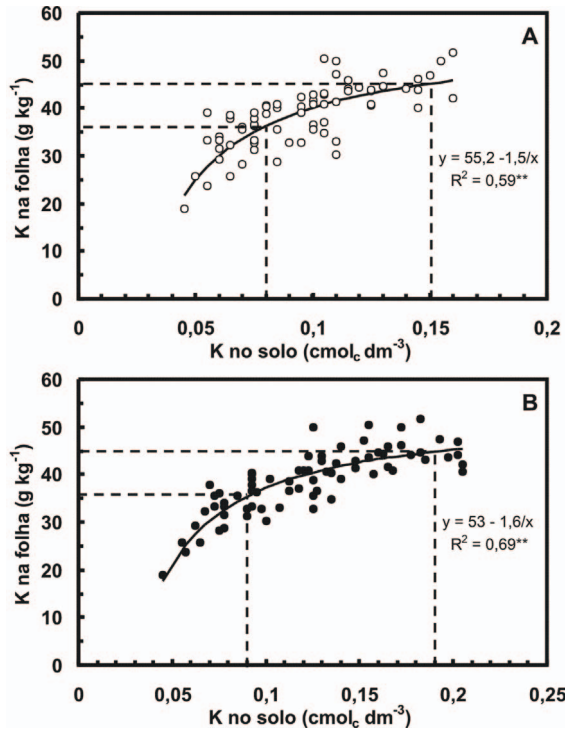 60
A
50
40
K na folha (g kg⁻¹)
30
y = 55,2 -1,5/x
R² = 0,59**
20
10
0
0
0,05
0,1
0,15
0,2
K no solo (cmolc dm⁻³)
60
B
50
40
K na folha (g kg⁻¹)
30
y = 53 - 1,6/x
R² = 0,69**
20
10
0
0
0,05
0,1
0,15
0,2
0,25
K no solo (cmolc dm⁻³)